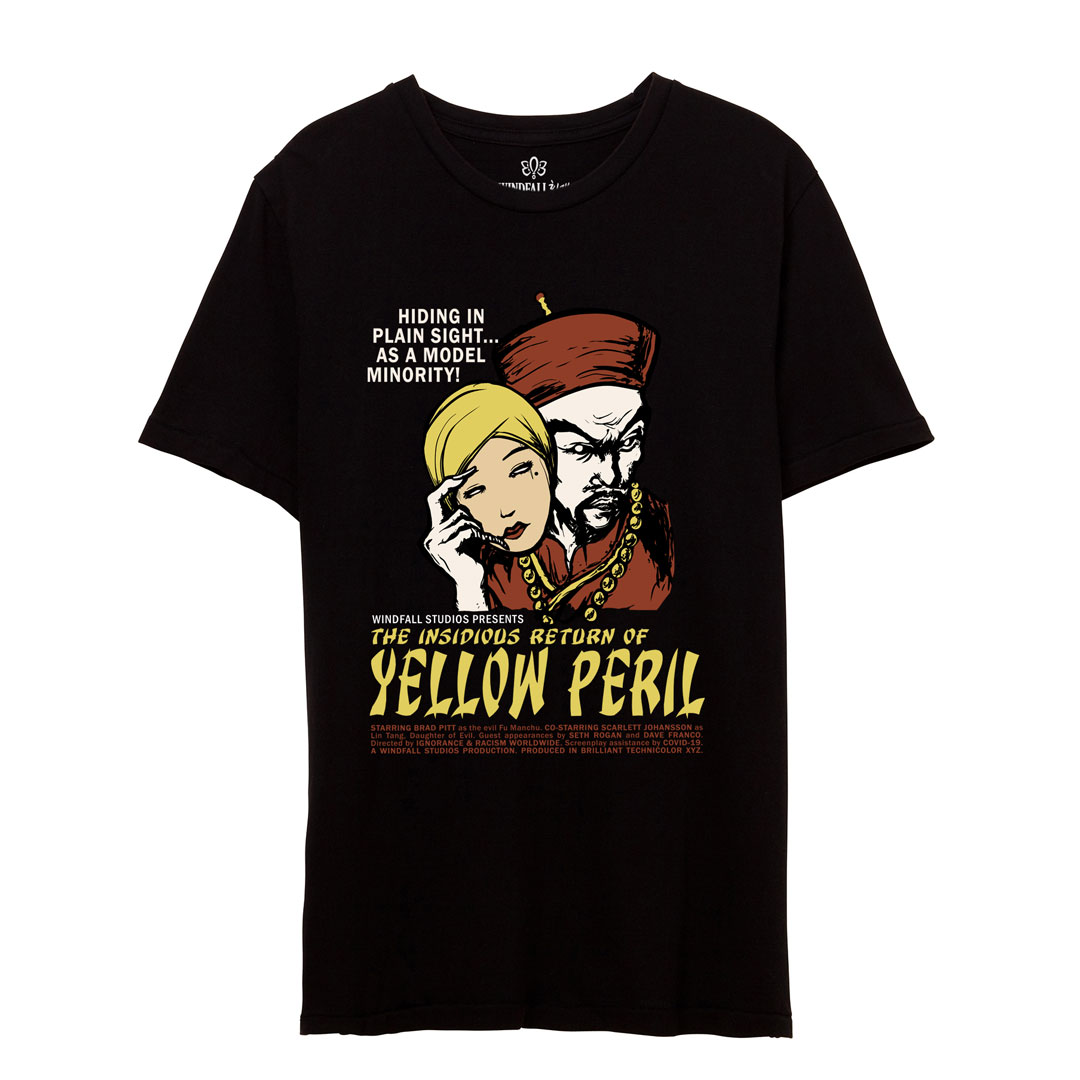 WINDFALL
HIDING IN
PLAIN SIGHT...
AS A MODEL
MINORITY!
WINDFALL STUDIOS PRESENTS
THE INSIDIOUS RETURN OF
YELLOW PERIL
STARRING BRAD PITT as the evil Fu Manchu. CO-STARRING SCARLETT JOHANSSON as
Lin Tang, Daughter of Evil. Guest appearances by SETH ROGAN and DAVE FRANCO.
Directed by IGNORANCE & RACISM WORLDWIDE. Screenplay assistance by COVID-19.
A WINDFALL STUDIOS PRODUCTION. PRODUCED IN BRILLIANT TECHNICOLOR XYZ.